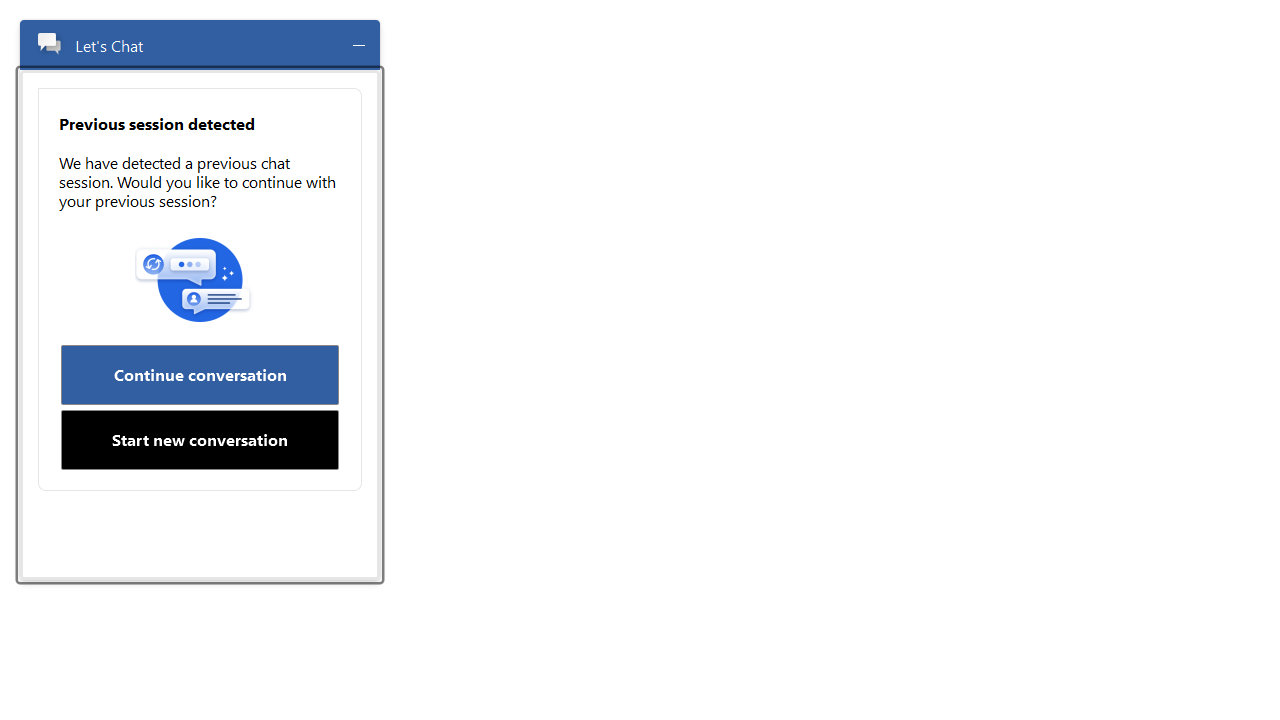 Let's Chat
Previous session detected
We have detected a previous chat
session. Would you like to continue with
your previous session?
Continue conversation
Start new conversation